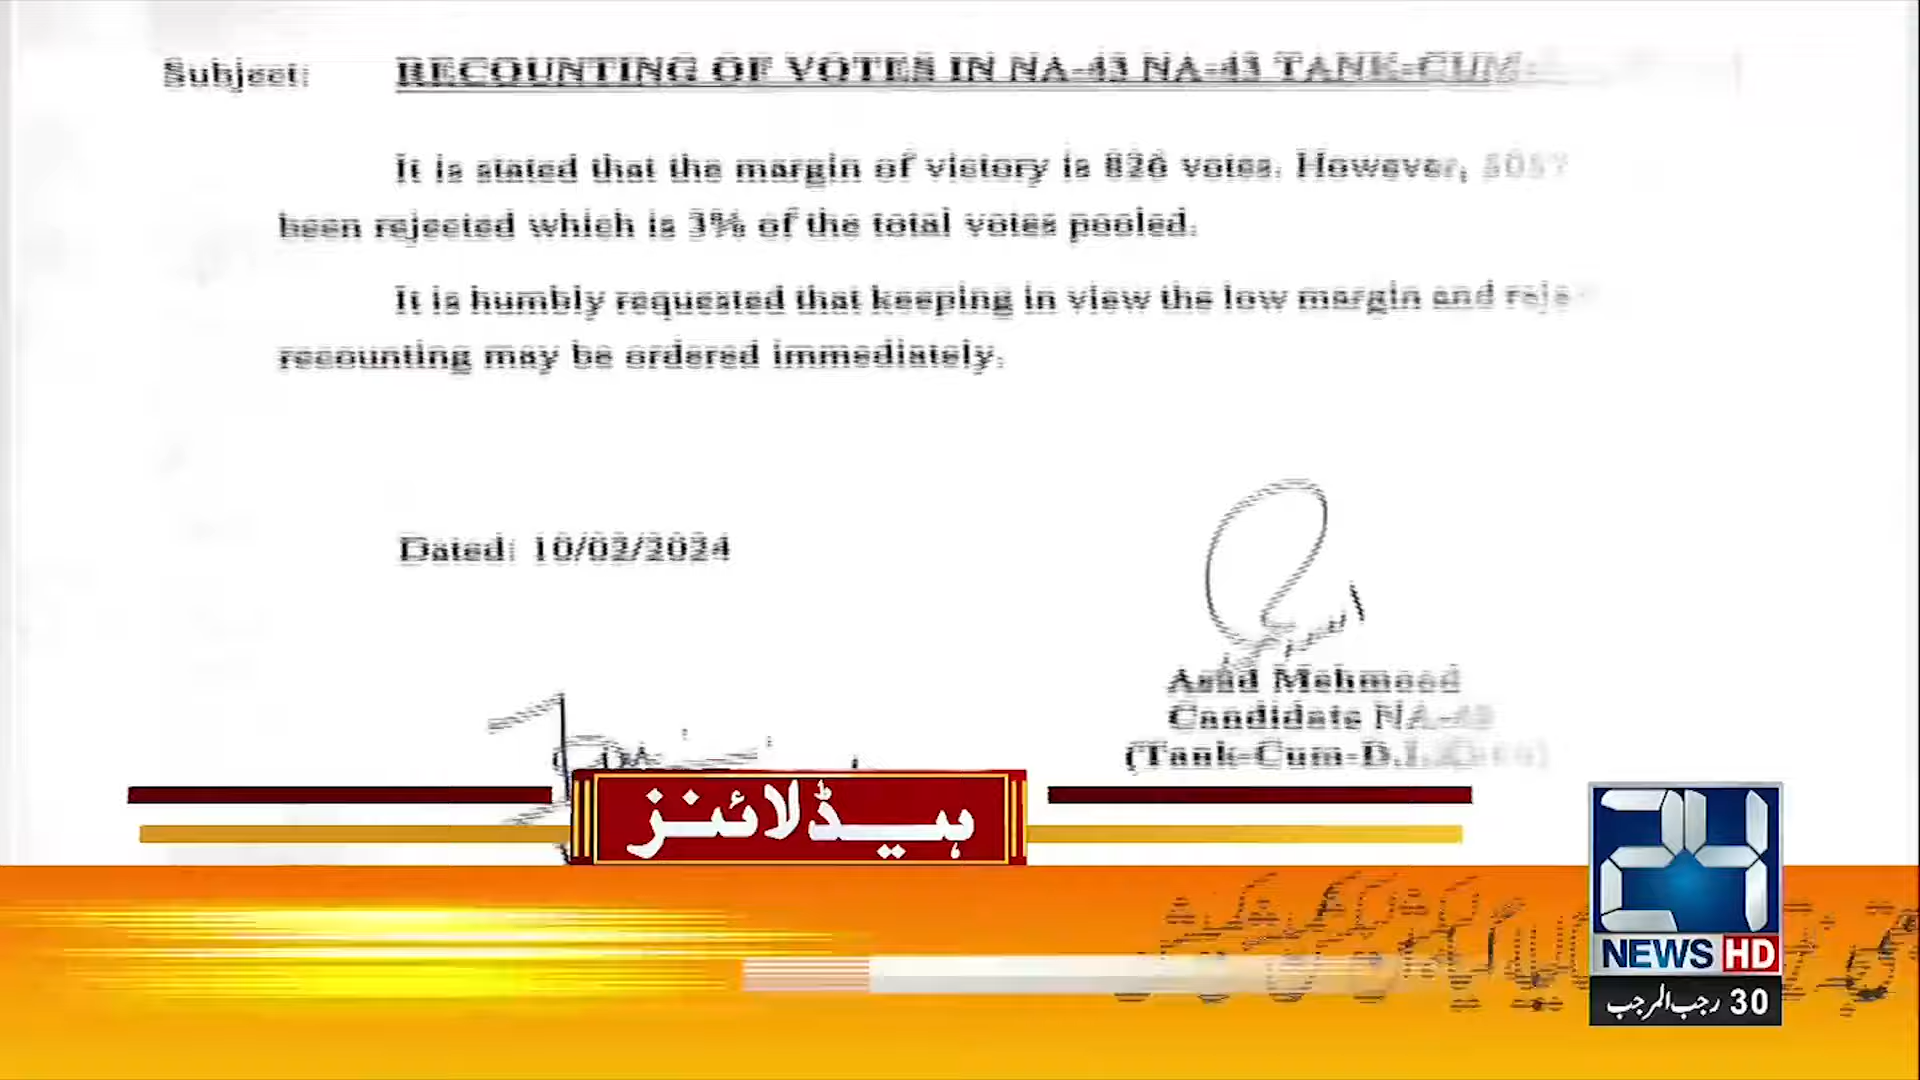 Subject: RECOUNTING OF VOTES IN NA-43 NA-43 TANK-CUM-
It is stated that the margin of victory is 826 votes. However,
been rejected which is 3% of the total votes pooled.
It is humbly requested that keeping in view the low margin and
recounting may be ordered immediately.
Dated: 10/02/2024
Asad Mehmood
Candidate NA-43
(Tank-Cum-D.I.
ہیڈلائنز
24
NEWS HD
30 رجب المرجب